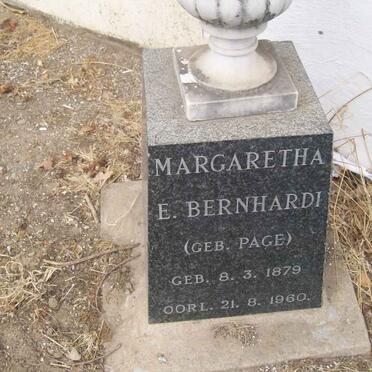 MARGARETHA
E. BERNHARDI
(GEB. PAGE)
GEB. 8. 3. 1879
OORL. 21. 8. 1960.